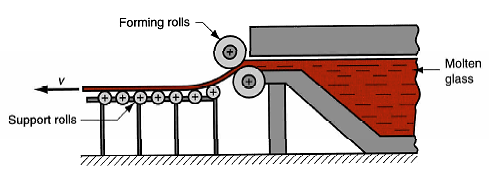 Forming rolls
Molten
glass
v
Support rolls